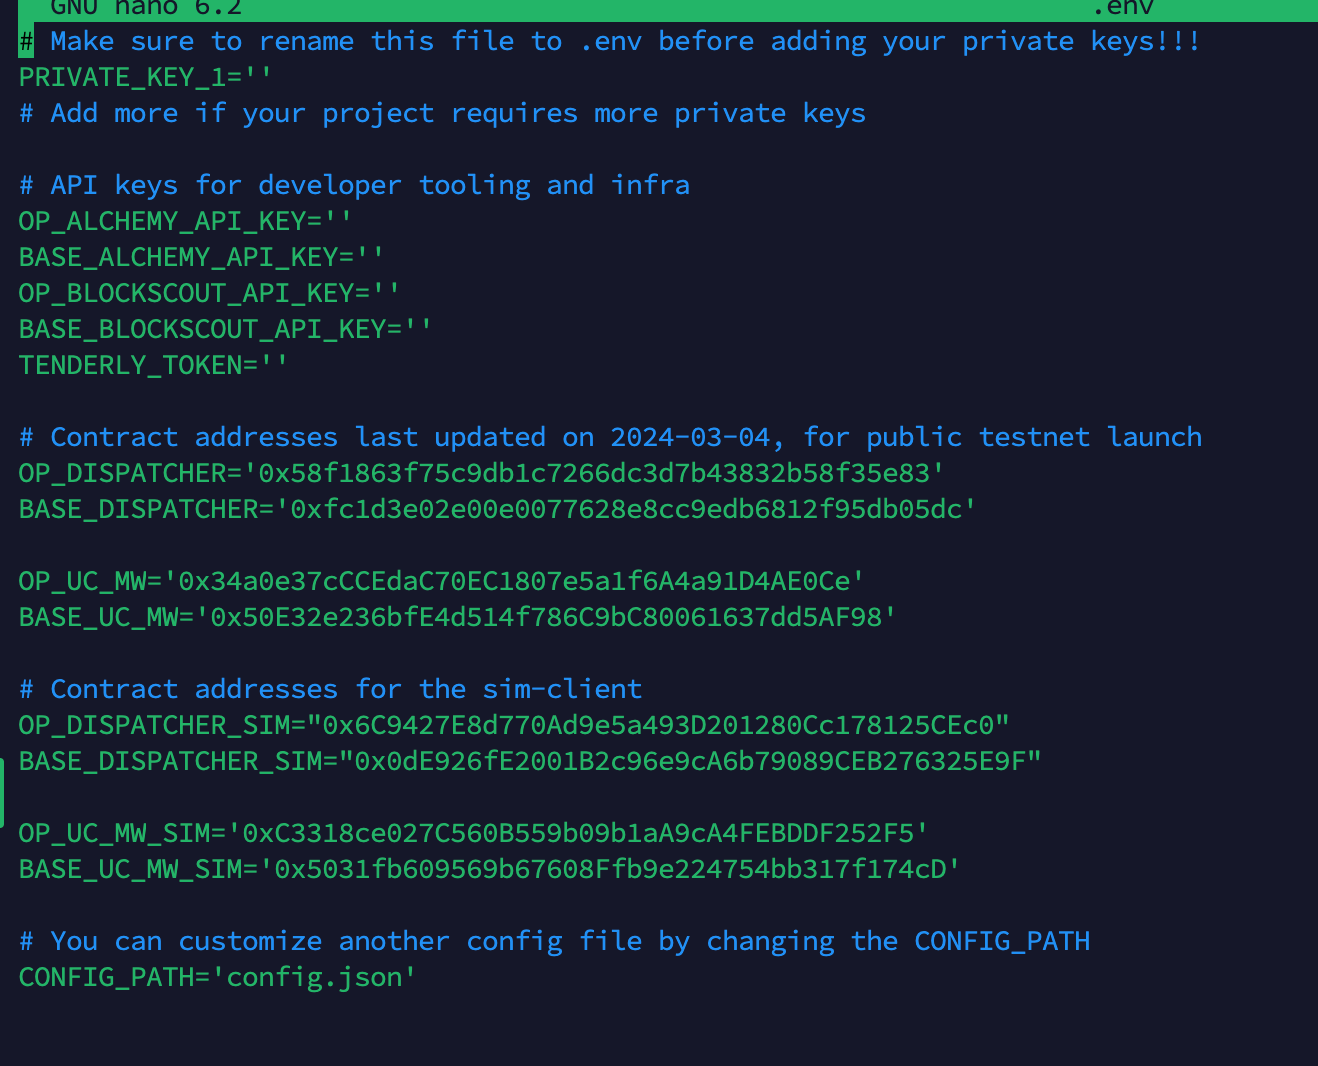 GNU nano 6.2 .env
# Make sure to rename this file to .env before adding your private keys!!!
PRIVATE_KEY_1=''
# Add more if your project requires more private keys
# API keys for developer tooling and infra
OP_ALCHEMY_API_KEY=''
BASE_ALCHEMY_API_KEY=''
OP_BLOCKSCOUT_API_KEY=''
BASE_BLOCKSCOUT_API_KEY=''
TENDERLY_TOKEN=''
# Contract addresses last updated on 2024-03-04, for public testnet launch
OP_DISPATCHER='0x58f1863f75c9db1c7266dc3d7b43832b58f35e83'
BASE_DISPATCHER='0xfc1d3e02e00e0077628e8cc9edb6812f95db05dc'
OP_UC_MW='0x34a0e37cCCEdaC70EC1807e5a1f6A4a91D4AE0Ce'
BASE_UC_MW='0x50E32e236bfE4d514f786C9bC80061637dd5AF98'
# Contract addresses for the sim-client
OP_DISPATCHER_SIM="0x6C9427E8d770Ad9e5a493D201280Cc178125CEc0"
BASE_DISPATCHER_SIM="0x0dE926fE2001B2c96e9cA6b79089CEB276325E9F"
OP_UC_MW_SIM='0xC3318ce027C560B559b09b1aA9cA4FEBDDF252F5'
BASE_UC_MW_SIM='0x5031fb609569b67608Ffb9e224754bb317f174cD'
# You can customize another config file by changing the CONFIG_PATH
CONFIG_PATH='config.json'